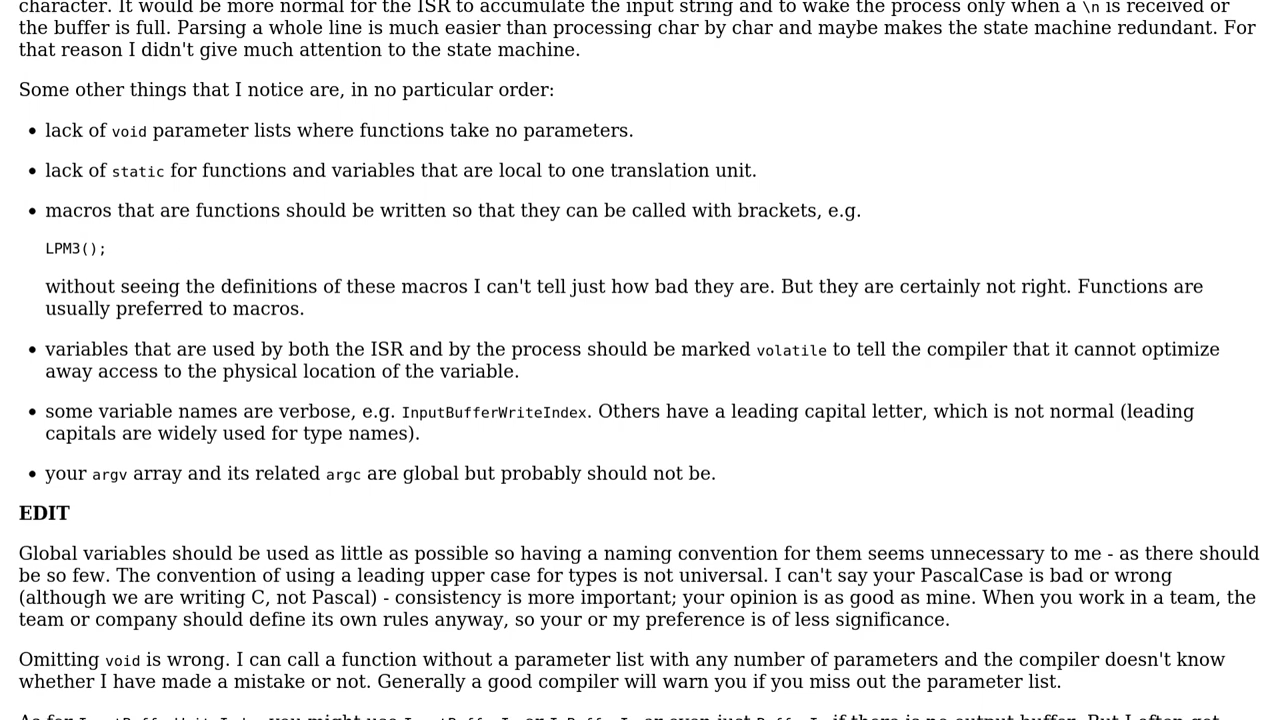 character. It would be more normal for the ISR to accumulate the input string and to wake the process only when a \n is received or
the buffer is full. Parsing a whole line is much easier than processing char by char and maybe makes the state machine redundant. For
that reason I didn't give much attention to the state machine.
Some other things that I notice are, in no particular order:
• lack of void parameter lists where functions take no parameters.
• lack of static for functions and variables that are local to one translation unit.
• macros that are functions should be written so that they can be called with brackets, e.g.
LPM3();
without seeing the definitions of these macros I can't tell just how bad they are. But they are certainly not right. Functions are
usually preferred to macros.
• variables that are used by both the ISR and by the process should be marked volatile to tell the compiler that it cannot optimize
away access to the physical location of the variable.
• some variable names are verbose, e.g. InputBufferWriteIndex. Others have a leading capital letter, which is not normal (leading
capitals are widely used for type names).
• your argv array and its related argc are global but probably should not be.
EDIT
Global variables should be used as little as possible so having a naming convention for them seems unnecessary to me - as there should
be so few. The convention of using a leading upper case for types is not universal. I can't say your PascalCase is bad or wrong
(although we are writing C, not Pascal) - consistency is more important; your opinion is as good as mine. When you work in a team, the
team or company should define its own rules anyway, so your or my preference is of less significance.
Omitting void is wrong. I can call a function without a parameter list with any number of parameters and the compiler doesn't know
whether I have made a mistake or not. Generally a good compiler will warn you if you miss out the parameter list.